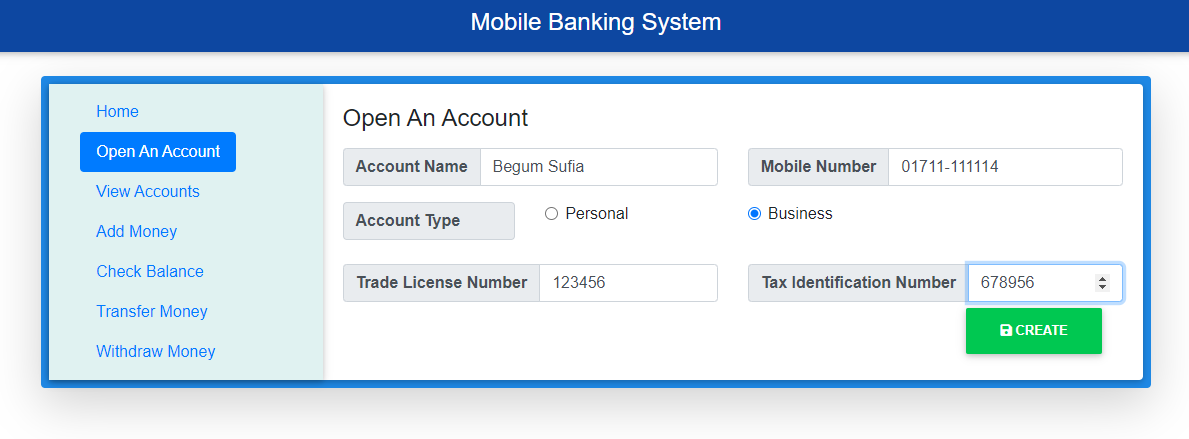 Mobile Banking System
Home
Open An Account
View Accounts
Add Money
Check Balance
Transfer Money
Withdraw Money
Open An Account
Account Name Begum Sufia Mobile Number 01711-111114
Account Type Personal Business
Trade License Number 123456 Tax Identification Number 678956
CREATE